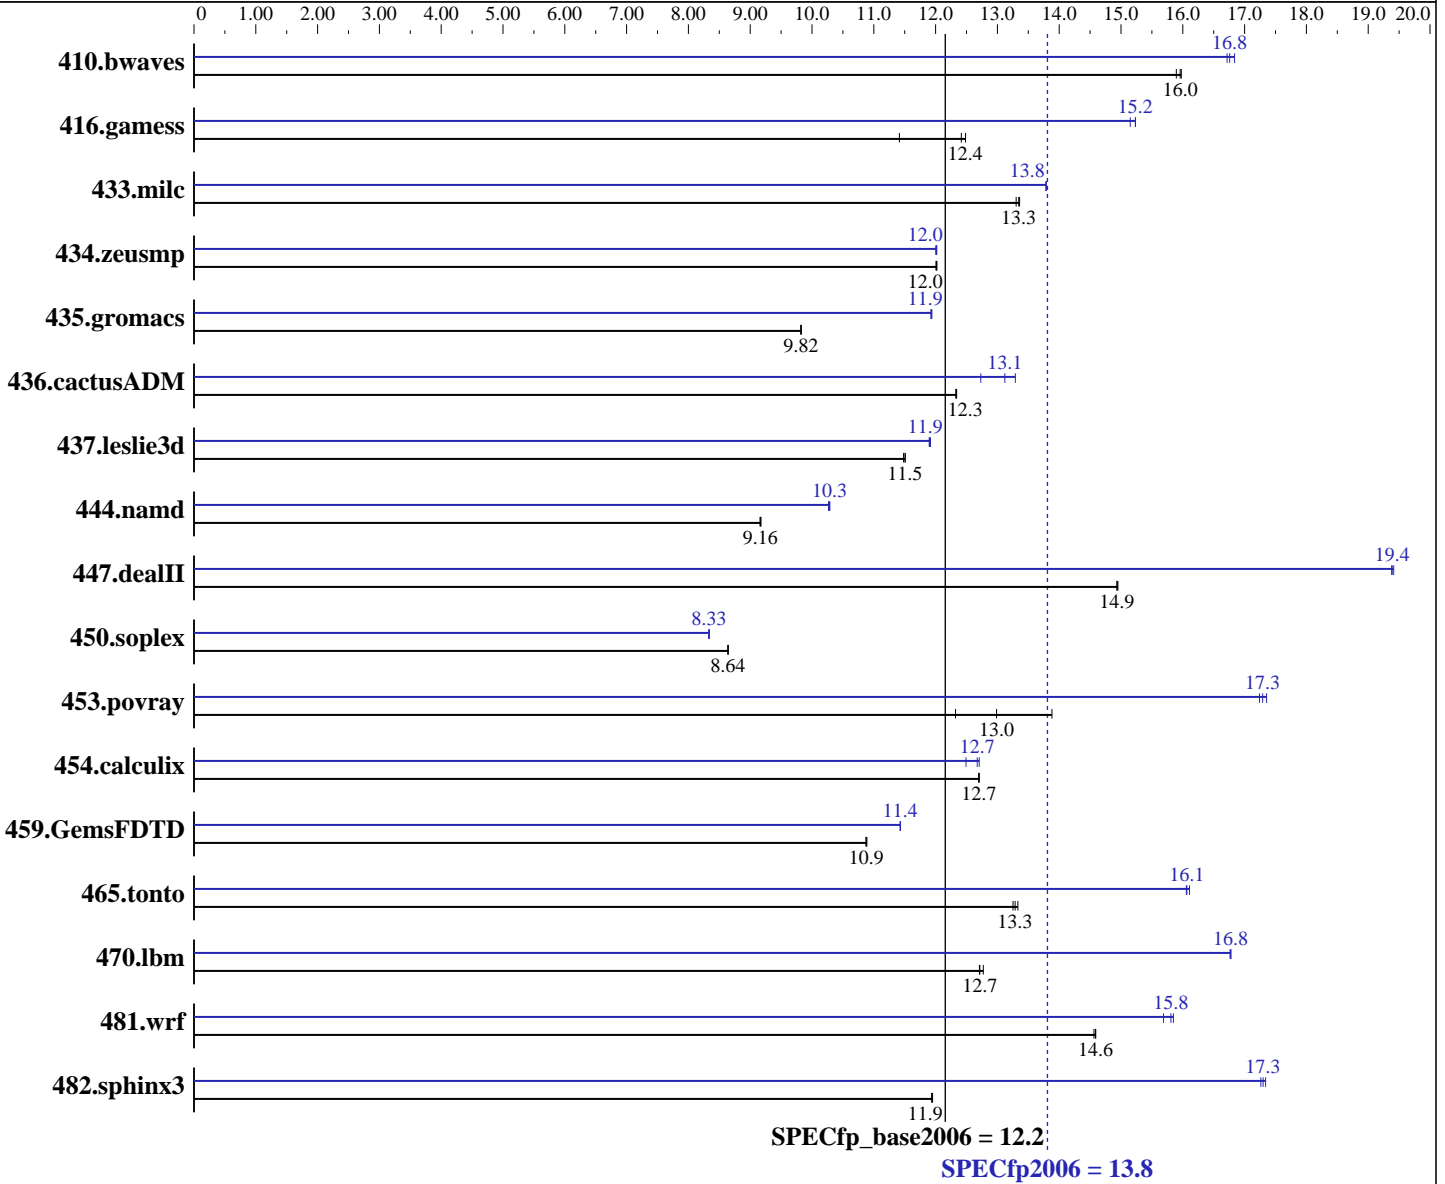 0 1.00 2.00 3.00 4.00 5.00 6.00 7.00 8.00 9.00 10.0 11.0 12.0 13.0 14.0 15.0 16.0 17.0 18.0 19.0 20.0
16.8
410.bwaves
16.0
15.2
416.gamess
12.4
13.8
433.milc
13.3
12.0
434.zeusmp
12.0
11.9
435.gromacs
9.82
13.1
436.cactusADM
12.3
11.9
437.leslie3d
11.5
10.3
444.namd
9.16
19.4
447.dealII
14.9
8.33
450.soplex
8.64
17.3
453.povray
13.0
12.7
454.calculix
12.7
11.4
459.GemsFDTD
10.9
16.1
465.tonto
13.3
16.8
470.lbm
12.7
15.8
481.wrf
14.6
17.3
482.sphinx3
11.9
SPECfp_base2006 = 12.2
SPECfp2006 = 13.8